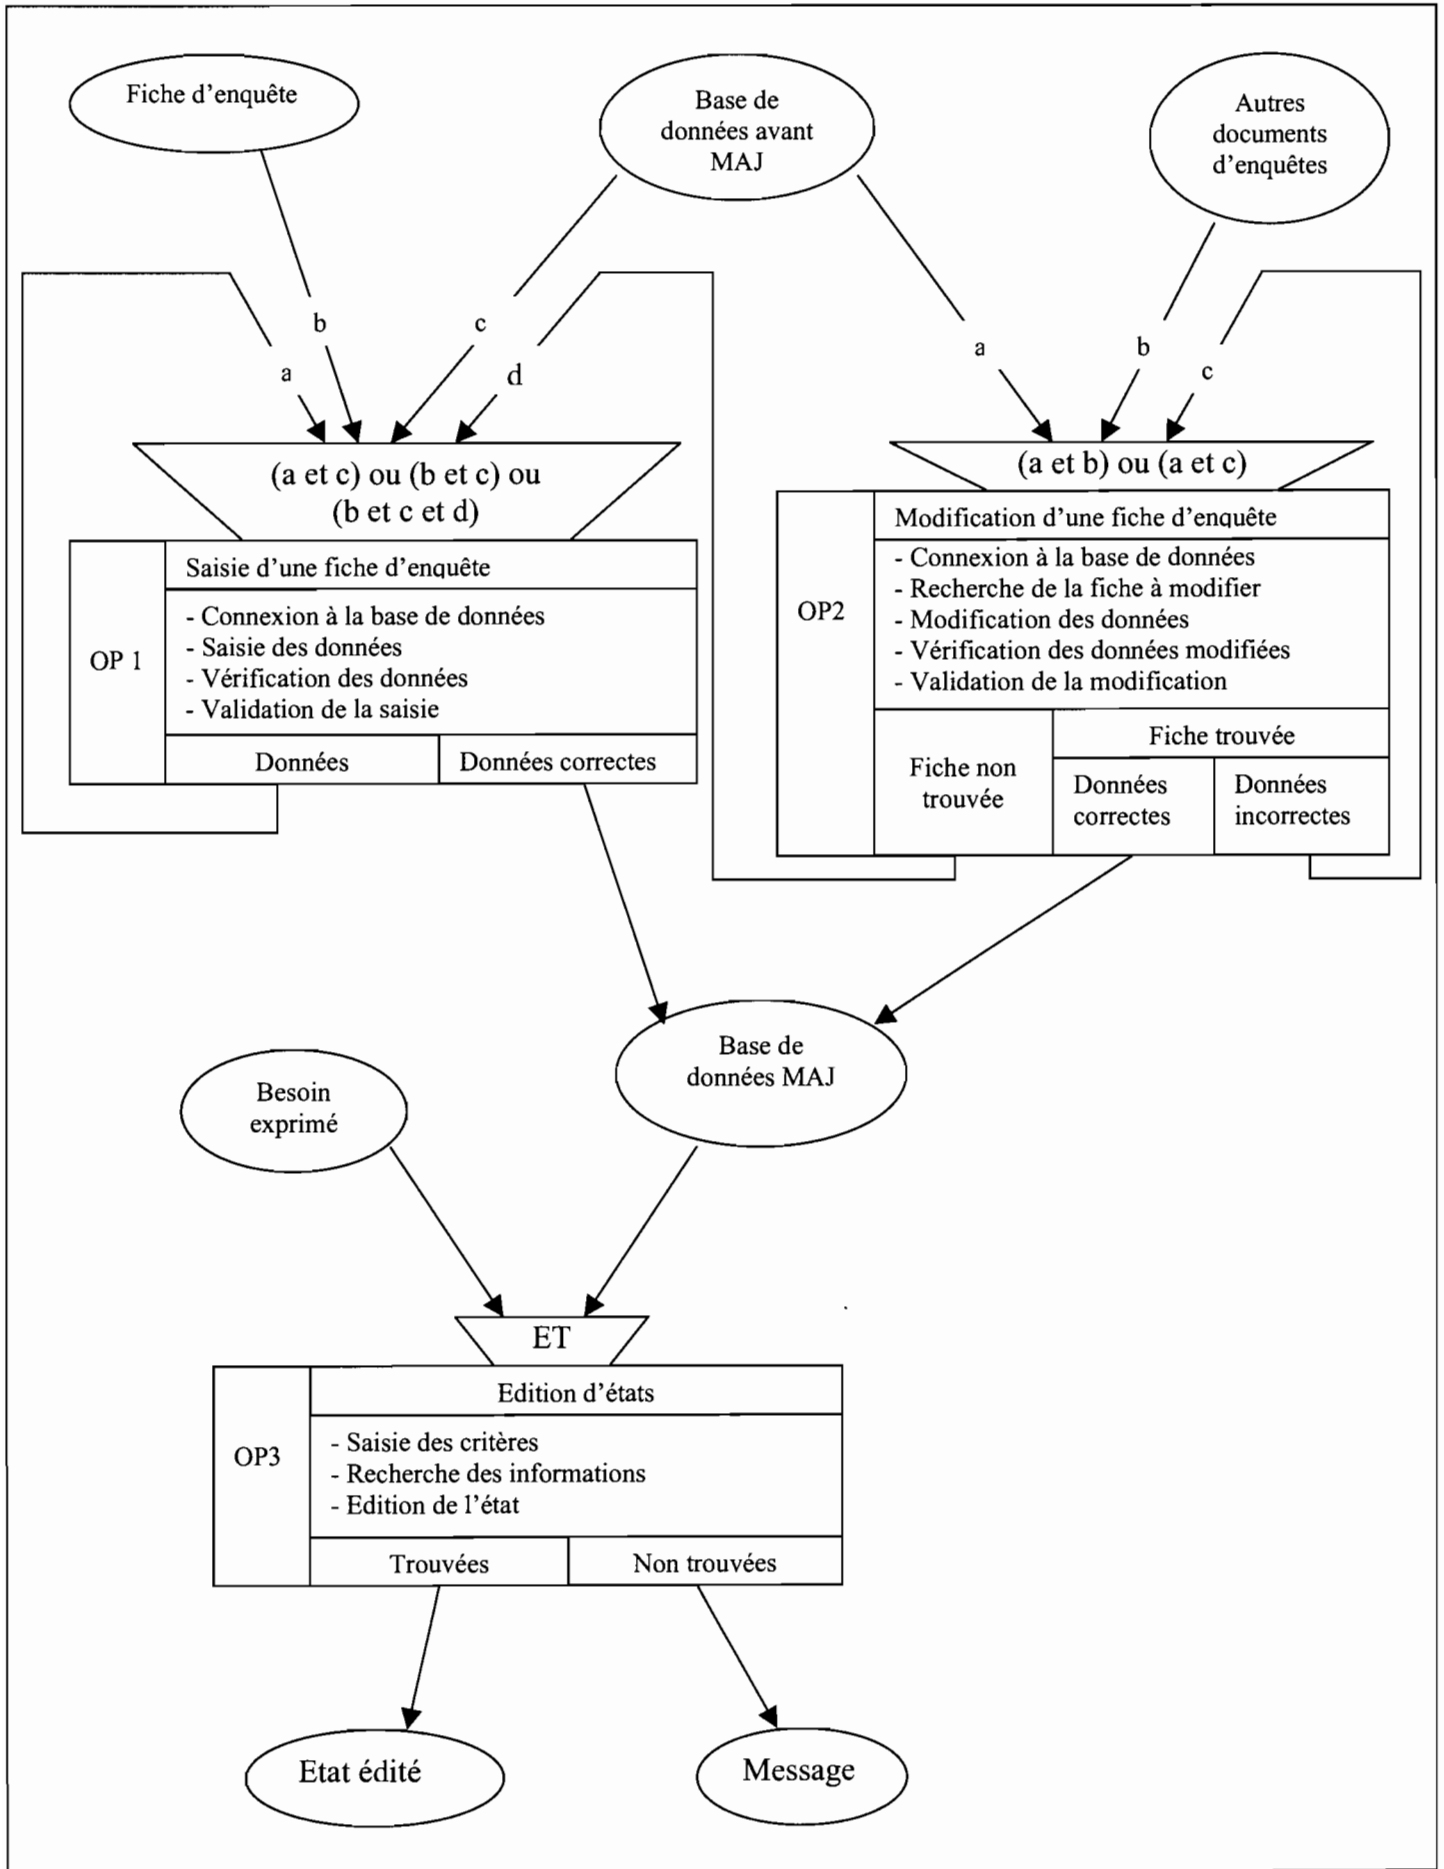 Fiche d'enquête
Base de
données avant
MAJ
Autres
documents
d'enquêtes
b
c
a
b
a
d
c
(a et c) ou (b et c) ou
(b et c et d)
(a et b) ou (a et c)
OP 1
Saisie d'une fiche d'enquête
- Connexion à la base de données
- Saisie des données
- Vérification des données
- Validation de la saisie
Données
Données correctes
OP2
Modification d'une fiche d'enquête
- Connexion à la base de données
- Recherche de la fiche à modifier
- Modification des données
- Vérification des données modifiées
- Validation de la modification
Fiche non
trouvée
Fiche trouvée
Données
correctes
Données
incorrectes
Base de
données MAJ
Besoin
exprimé
ET
OP3
Edition d'états
- Saisie des critères
- Recherche des informations
- Edition de l'état
Trouvées
Non trouvées
Etat édité
Message